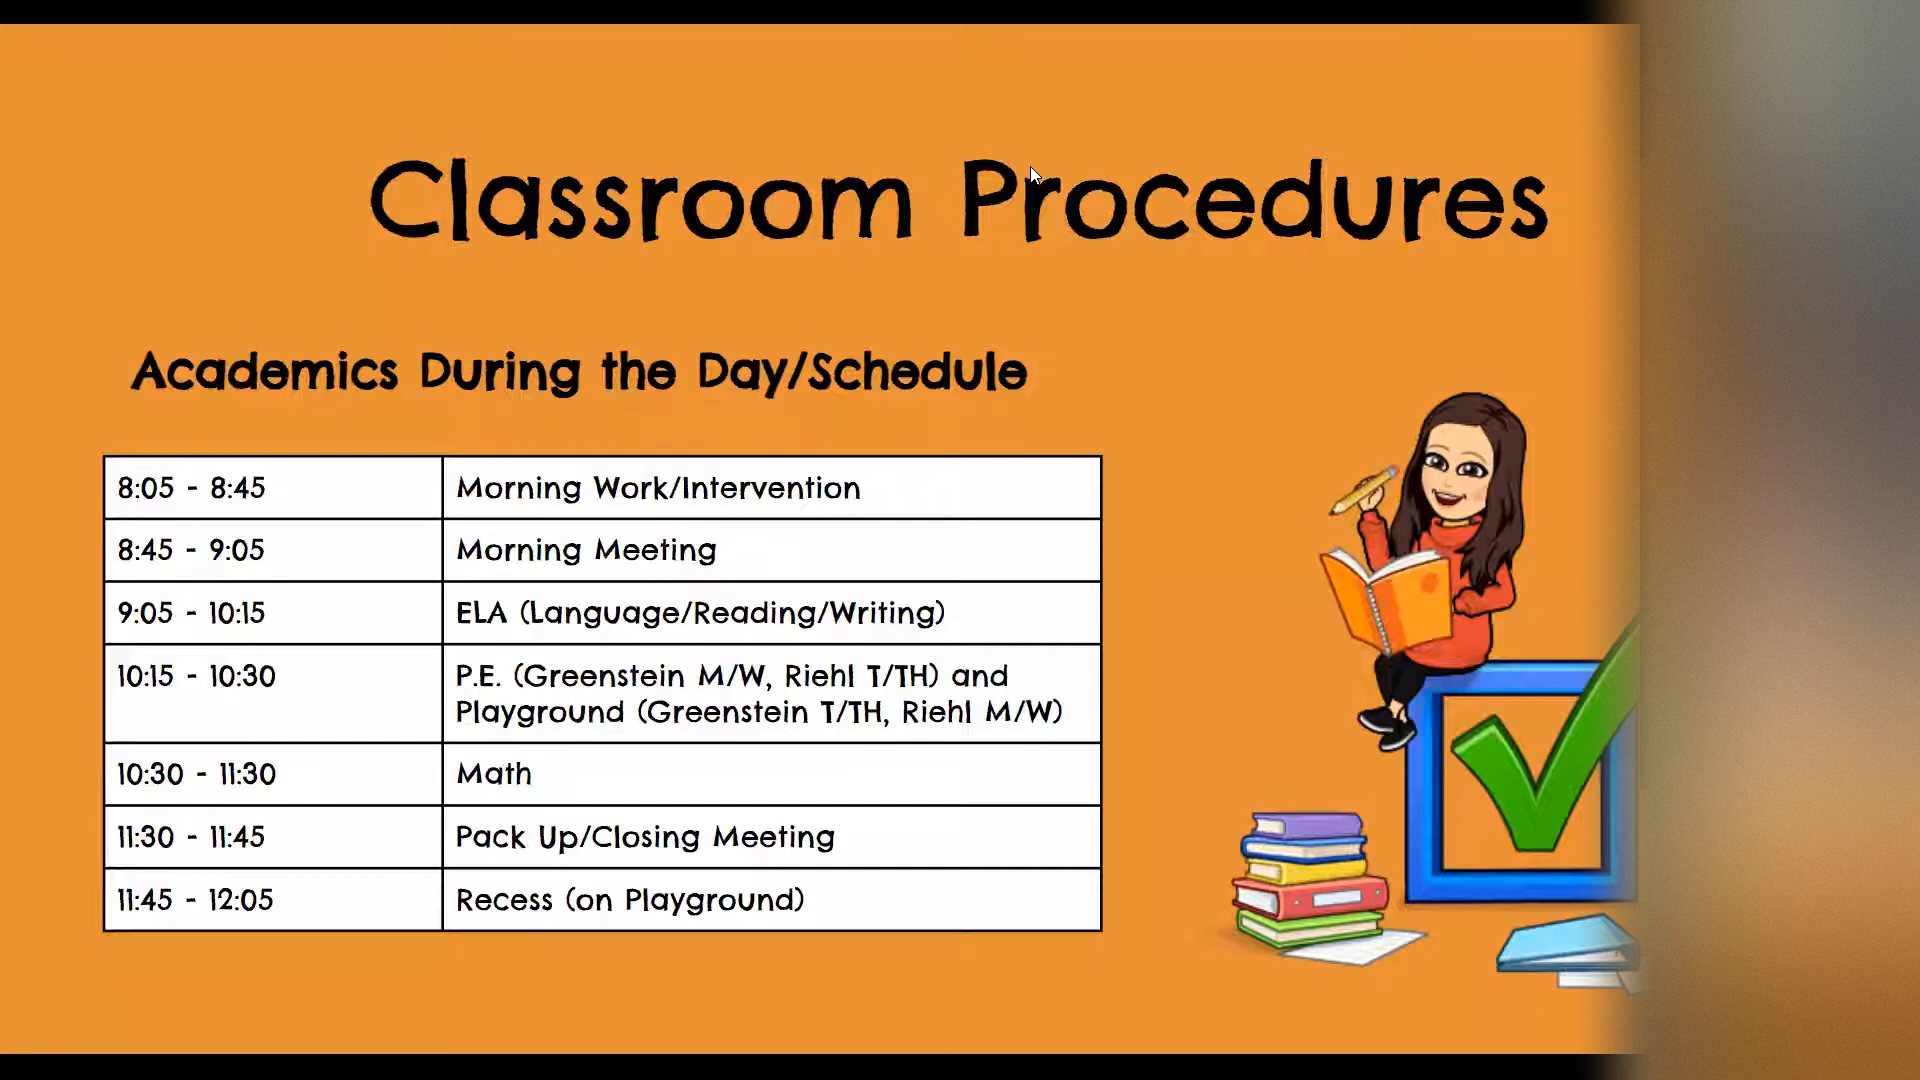 Classroom Procedures
Academics During the Day/Schedule
8:05 - 8:45 Morning Work/Intervention
8:45 - 9:05 Morning Meeting
9:05 - 10:15 ELA (Language/Reading/Writing)
10:15 - 10:30 P.E. (Greenstein M/W, Riehl T/TH) and
Playground (Greenstein T/TH, Riehl M/W)
10:30 - 11:30 Math
11:30 - 11:45 Pack Up/Closing Meeting
11:45 - 12:05 Recess (on Playground)